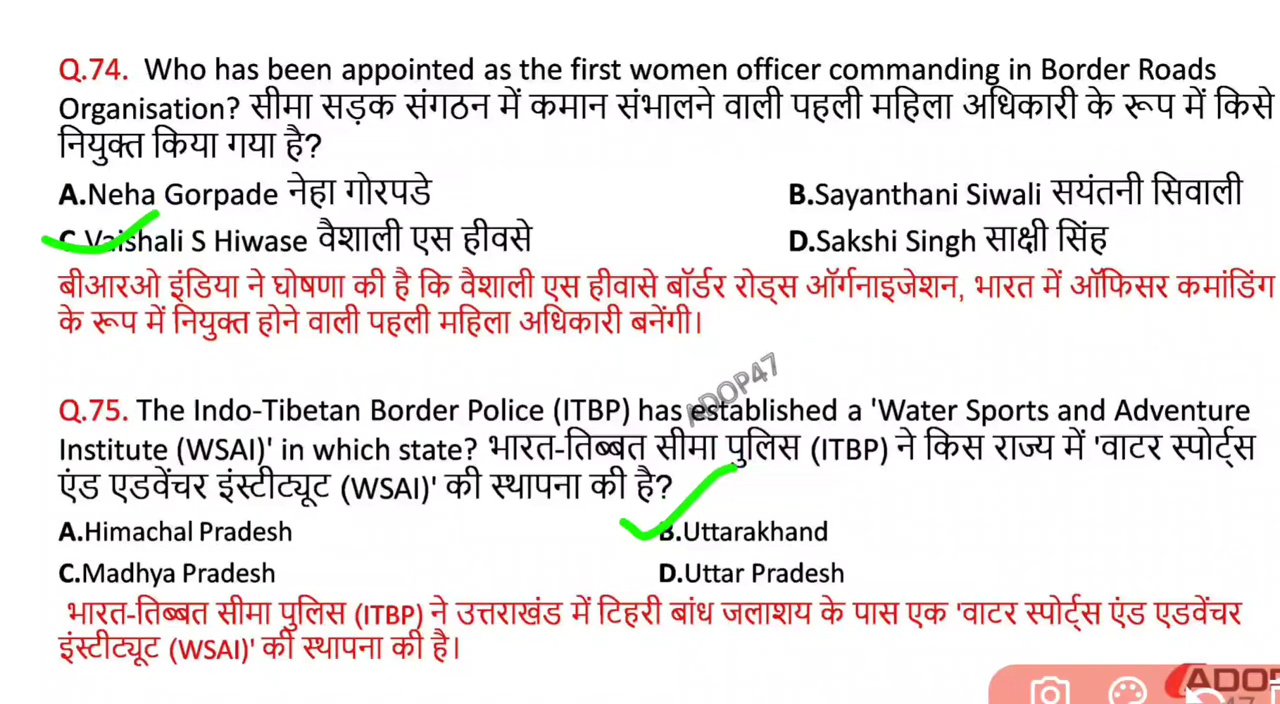 Q.74. Who has been appointed as the first women officer commanding in Border Roads
Organisation? सीमा सड़क संगठन में कमान संभालने वाली पहली महिला अधिकारी के रूप में किसे
नियुक्त किया गया है?
A.Neha Gorpade नेहा गोरपडे B.Sayanthani Siwali सयंतनी सिवाली
C.Vaishali S Hiwase वैशाली एस हीवसे D.Sakshi Singh साक्षी सिंह
बीआरओ इंडिया ने घोषणा की है कि वैशाली एस हीवासे बॉर्डर रोड्स ऑर्गनाइजेशन, भारत में ऑफिसर कमांडिंग
के रूप में नियुक्त होने वाली पहली महिला अधिकारी बनेंगी।
ADOP47
Q.75. The Indo-Tibetan Border Police (ITBP) has established a 'Water Sports and Adventure
Institute (WSAI)' in which state? भारत-तिब्बत सीमा पुलिस (ITBP) ने किस राज्य में 'वाटर स्पोर्ट्स
एंड एडवेंचर इंस्टीट्यूट (WSAI)' की स्थापना की है?
A.Himachal Pradesh B.Uttarakhand
C.Madhya Pradesh D.Uttar Pradesh
भारत-तिब्बत सीमा पुलिस (ITBP) ने उत्तराखंड में टिहरी बांध जलाशय के पास एक 'वाटर स्पोर्ट्स एंड एडवेंचर
इंस्टीट्यूट (WSAI)' की स्थापना की है।
ADOP
47